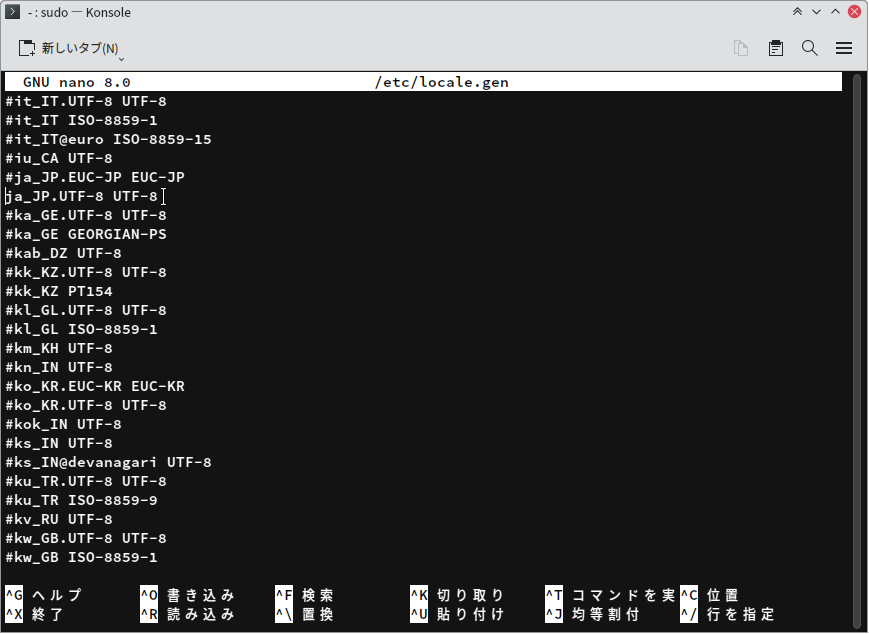 - : sudo — Konsole
新しいタブ(N)
GNU nano 8.0 /etc/locale.gen
#it_IT.UTF-8 UTF-8
#it_IT ISO-8859-1
#it_IT@euro ISO-8859-15
#iu_CA UTF-8
#ja_JP.EUC-JP EUC-JP
ja_JP.UTF-8 UTF-8
#ka_GE.UTF-8 UTF-8
#ka_GE GEORGIAN-PS
#kab_DZ UTF-8
#kk_KZ.UTF-8 UTF-8
#kk_KZ PT154
#kl_GL.UTF-8 UTF-8
#kl_GL ISO-8859-1
#km_KH UTF-8
#kn_IN UTF-8
#ko_KR.EUC-KR EUC-KR
#ko_KR.UTF-8 UTF-8
#kok_IN UTF-8
#ks_IN UTF-8
#ks_IN@devanagari UTF-8
#ku_TR.UTF-8 UTF-8
#ku_TR ISO-8859-9
#kv_RU UTF-8
#kw_GB.UTF-8 UTF-8
#kw_GB ISO-8859-1
^G ヘルプ ^O 書き込み ^F 検索 ^K 切り取り ^T コマンドを実 ^C 位置
^X 終了 ^R 読み込み ^\ 置換 ^U 貼り付け ^J 均等割付 ^/ 行を指定